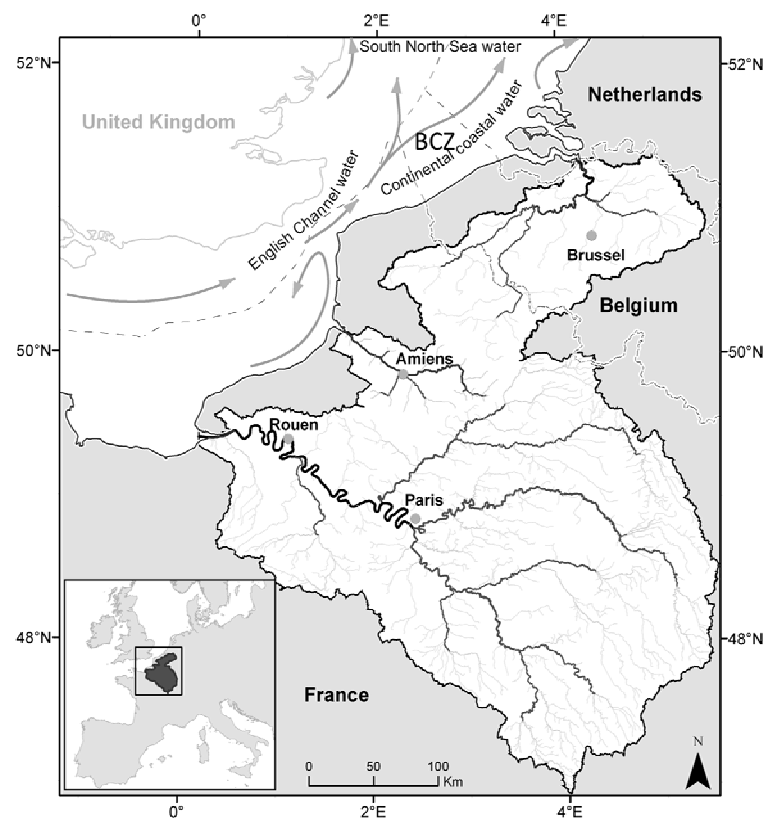 0°
2°E
4°E
52°N
52°N
South North Sea water
Netherlands
United Kingdom
BCZ
Continental coastal water
English Channel water
Brussel
Belgium
50°N
50°N
Amiens
Rouen
Paris
48°N
48°N
France
N
0
50
100
Km
0°
2°E
4°E